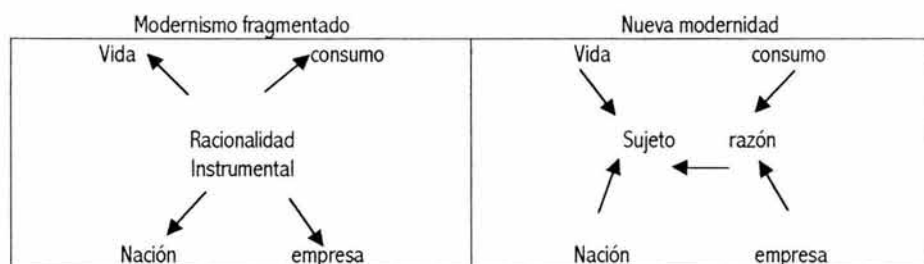 Modernismo fragmentado
Nueva modernidad
Vida
consumo
Racionalidad
Instrumental
Nación
empresa
Vida
consumo
Sujeto
razón
Nación
empresa